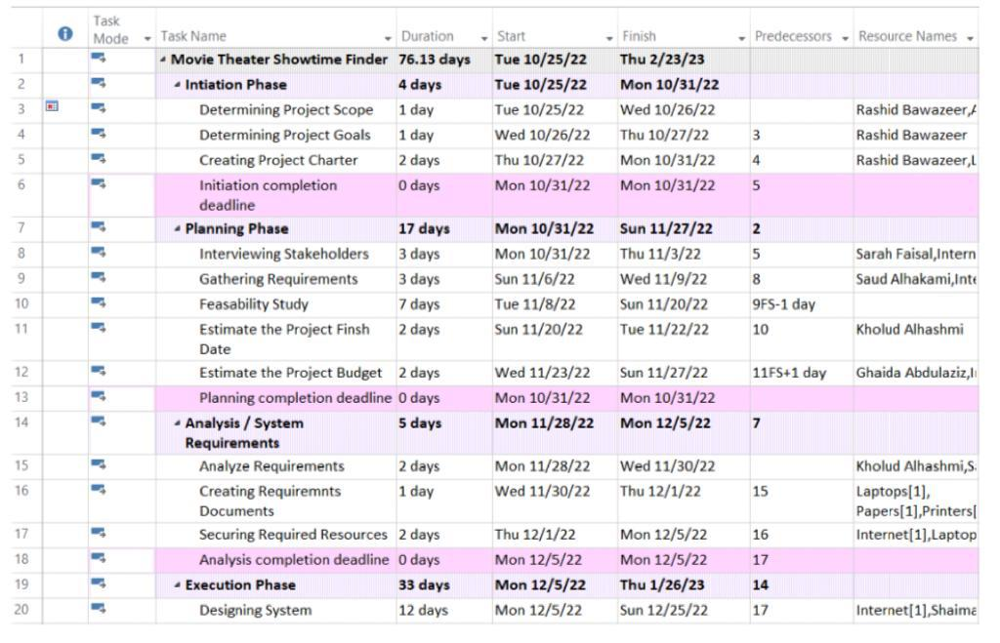 Task Mode Task Name Duration Start Finish Predecessors Resource Names
1 Movie Theater Showtime Finder 76.13 days Tue 10/25/22 Thu 2/23/23
2 Intiation Phase 4 days Tue 10/25/22 Mon 10/31/22
3 Determining Project Scope 1 day Tue 10/25/22 Wed 10/26/22 Rashid Bawazeer,
4 Determining Project Goals 1 day Wed 10/26/22 Thu 10/27/22 3 Rashid Bawazeer
5 Creating Project Charter 2 days Thu 10/27/22 Mon 10/31/22 4 Rashid Bawazeer,
6 Initiation completion deadline 0 days Mon 10/31/22 Mon 10/31/22 5
7 Planning Phase 17 days Mon 10/31/22 Sun 11/27/22 2
8 Interviewing Stakeholders 3 days Mon 10/31/22 Thu 11/3/22 5 Sarah Faisal,Intern
9 Gathering Requirements 3 days Sun 11/6/22 Wed 11/9/22 8 Saud Alhakami,Inte
10 Feasability Study 7 days Tue 11/8/22 Sun 11/20/22 9FS-1 day
11 Estimate the Project Finsh Date 2 days Sun 11/20/22 Tue 11/22/22 10 Kholud Alhashmi
12 Estimate the Project Budget 2 days Wed 11/23/22 Sun 11/27/22 11FS+1 day Ghaida Abdulaziz,
13 Planning completion deadline 0 days Mon 10/31/22 Mon 10/31/22
14 Analysis / System Requirements 5 days Mon 11/28/22 Mon 12/5/22 7
15 Analyze Requirements 2 days Mon 11/28/22 Wed 11/30/22 Kholud Alhashmi,S
16 Creating Requiremnts Documents 1 day Wed 11/30/22 Thu 12/1/22 15 Laptops[1], Papers[1],Printers[
17 Securing Required Resources 2 days Thu 12/1/22 Mon 12/5/22 16 Internet[1],Laptop
18 Analysis completion deadline 0 days Mon 12/5/22 Mon 12/5/22 17
19 Execution Phase 33 days Mon 12/5/22 Thu 1/26/23 14
20 Designing System 12 days Mon 12/5/22 Sun 12/25/22 17 Internet[1],Shaima